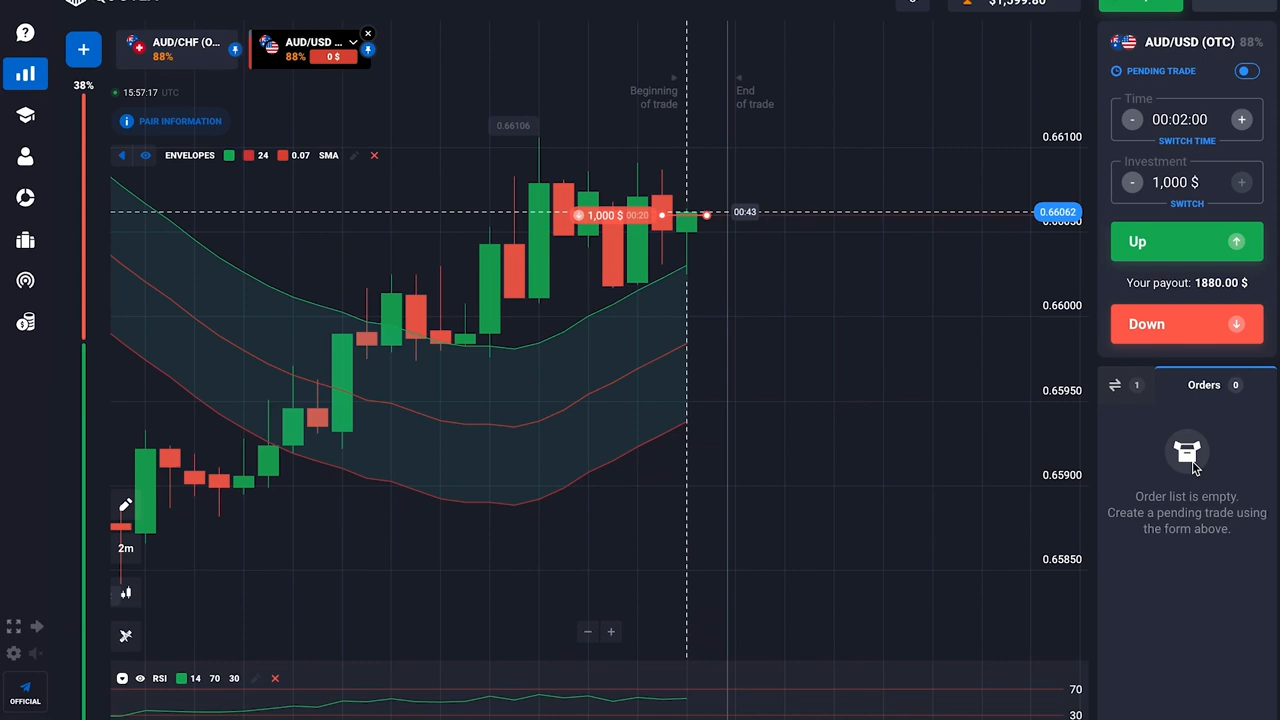 $1,599.80
AUD/CHF (O...
88%
AUD/USD ...
88% 0 $
38%
15:57:17 UTC
PAIR INFORMATION
ENVELOPES 24 0.07 SMA
Beginning
of trade
End
of trade
0.66106
1,000 $ 00:20
00:43
0.66100
0.66062
0.66000
0.65950
0.65900
0.65850
2m
RSI 14 70 30
70
30
OFFICIAL
AUD/USD (OTC) 88%
PENDING TRADE
Time
- 00:02:00 +
SWITCH TIME
Investment
- 1,000 $ +
SWITCH
Up
Your payout: 1880.00 $
Down
1
Orders 0
Order list is empty.
Create a pending trade using
the form above.